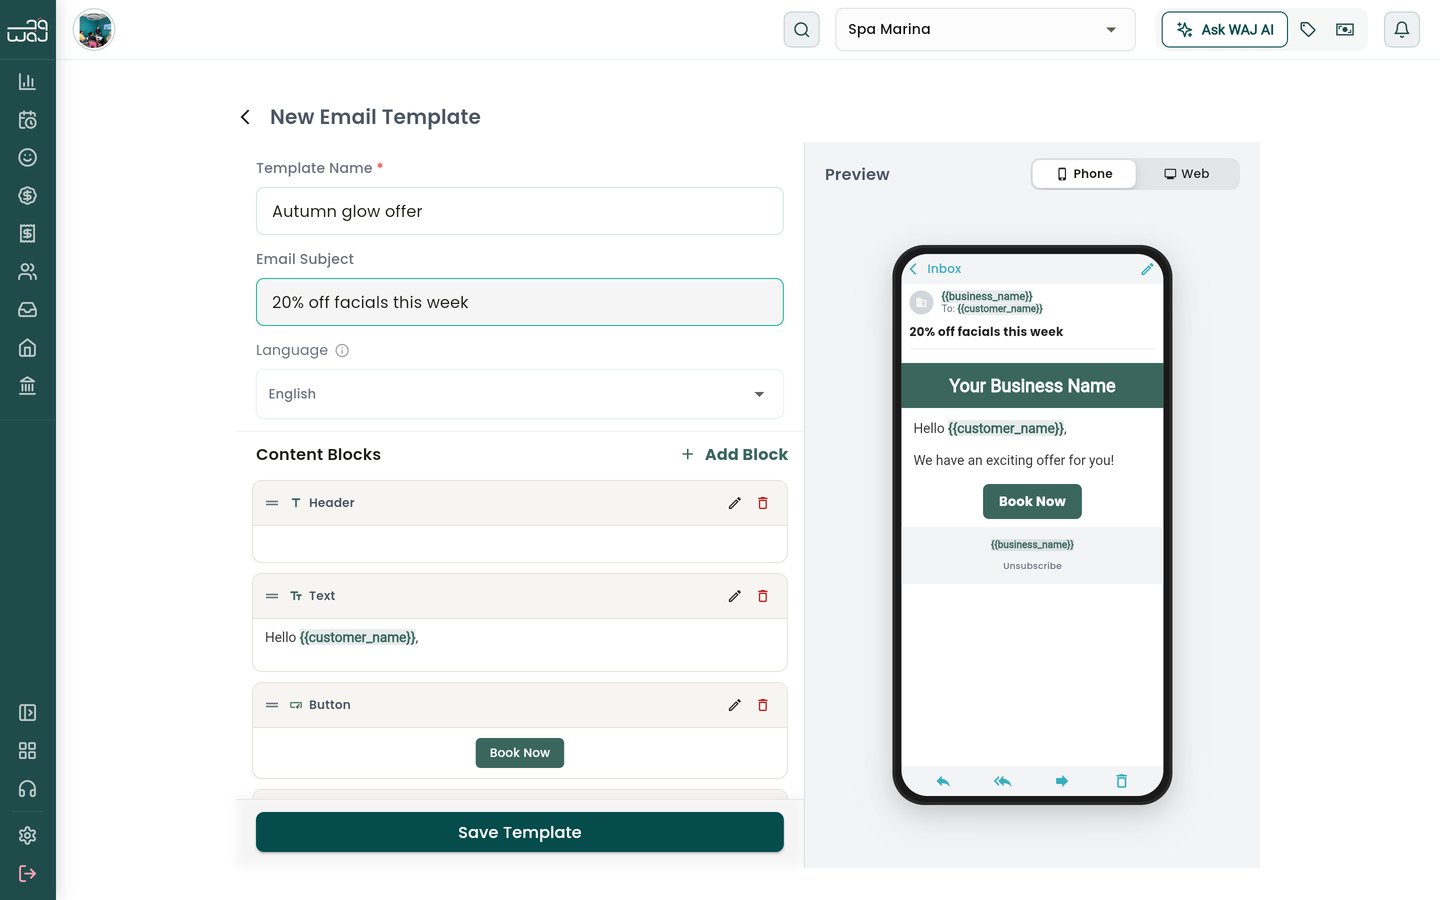 waj
Spa Marina
Ask WAJ AI
New Email Template
Template Name *
Autumn glow offer
Email Subject
20% off facials this week
Language
English
Content Blocks
+ Add Block
Header
Text
Hello {{customer_name}},
Button
Book Now
Save Template
Preview
Phone
Web
Inbox
{{business_name}}
To: {{customer_name}}
20% off facials this week
Your Business Name
Hello {{customer_name}},
We have an exciting offer for you!
Book Now
{{business_name}}
Unsubscribe